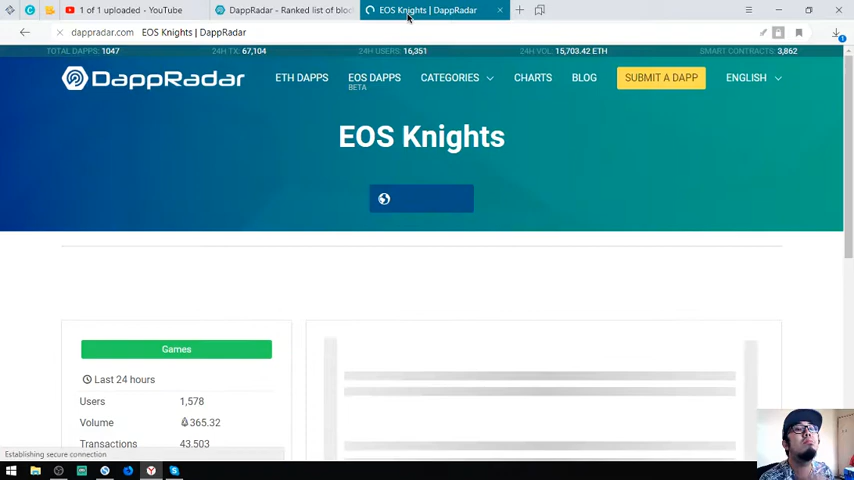 1 of 1 uploaded - YouTube
DappRadar - Ranked list of bloc
EOS Knights | DappRadar
dappradar.com EOS Knights | DappRadar
TOTAL DAPPS: 1047 24H TX: 67,104 24H USERS: 16,351 24H VOL: 15,703.42 ETH SMART CONTRACTS: 3,862
DappRadar ETH DAPPS EOS DAPPS CATEGORIES CHARTS BLOG SUBMIT A DAPP ENGLISH
BETA
EOS Knights
Games
Last 24 hours
Users 1,578
Volume 365.32
Transactions 43,503
Establishing secure connection